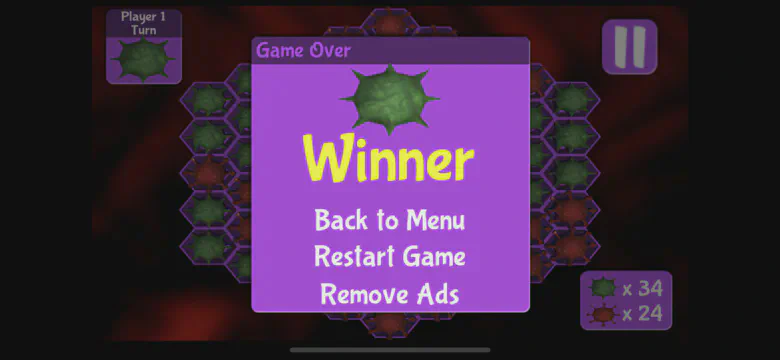 Player 1
Turn
Game Over
Winner
Back to Menu
Restart Game
Remove Ads
x 34
x 24